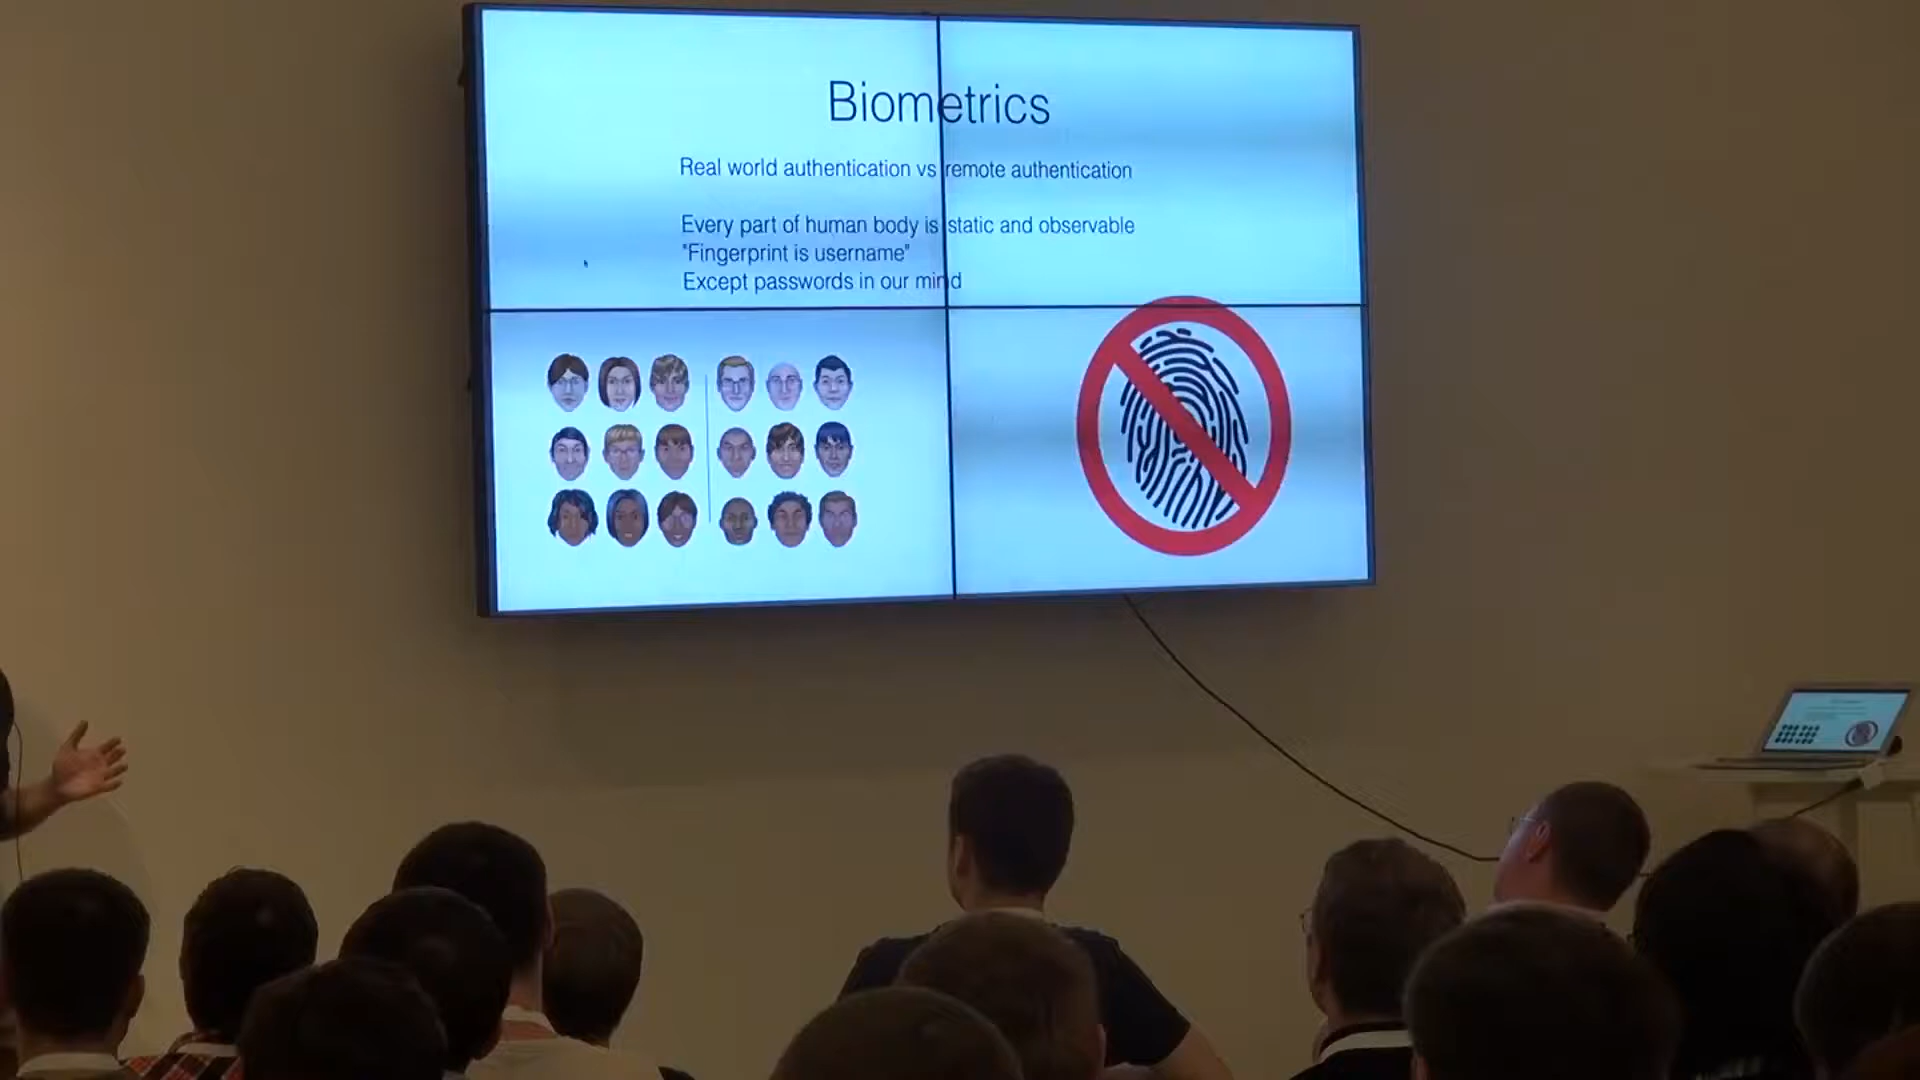 Biometrics
Real world authentication vs remote authentication
Every part of human body is static and observable
"Fingerprint is username"
Except passwords in our mind